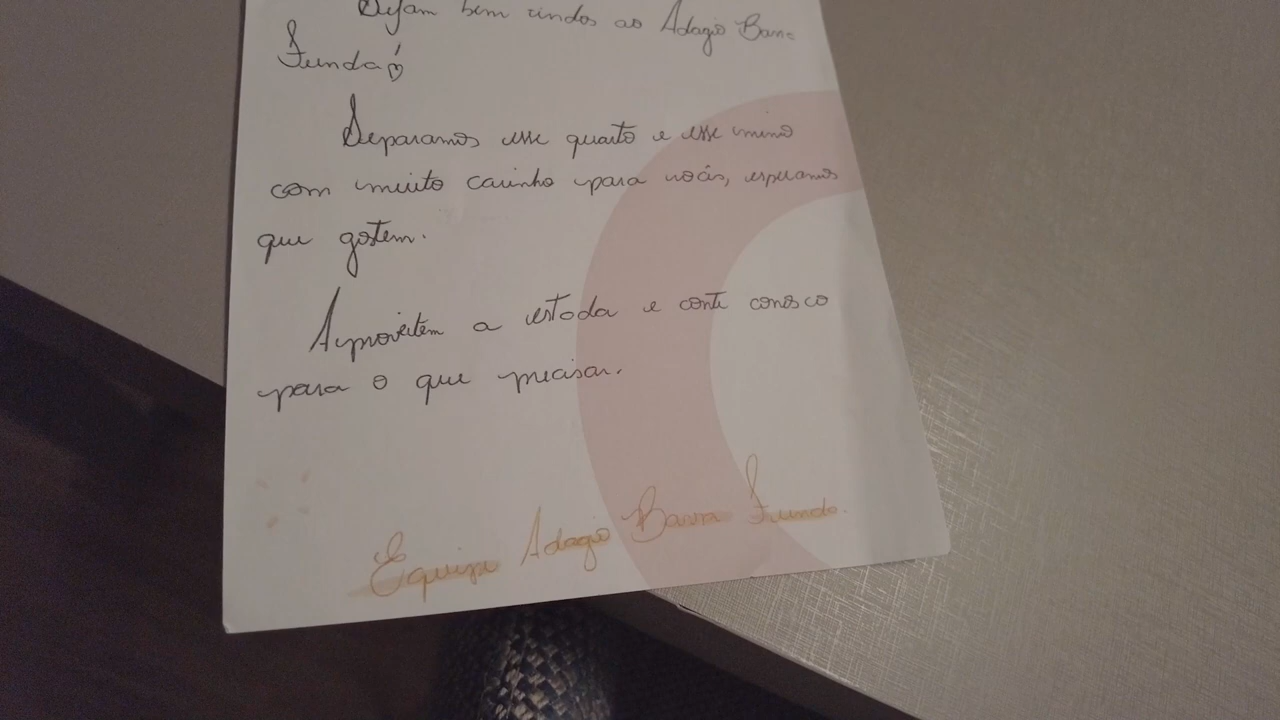 Sejam bem vindos ao Adagio Barra
Funda!
Separamos esse quarto e esse mimo
com muito carinho para vocês, esperamos
que gostem.
Aproveitem a estada e conte conosco
para o que precisar.
Equipe Adagio Barra Funda.